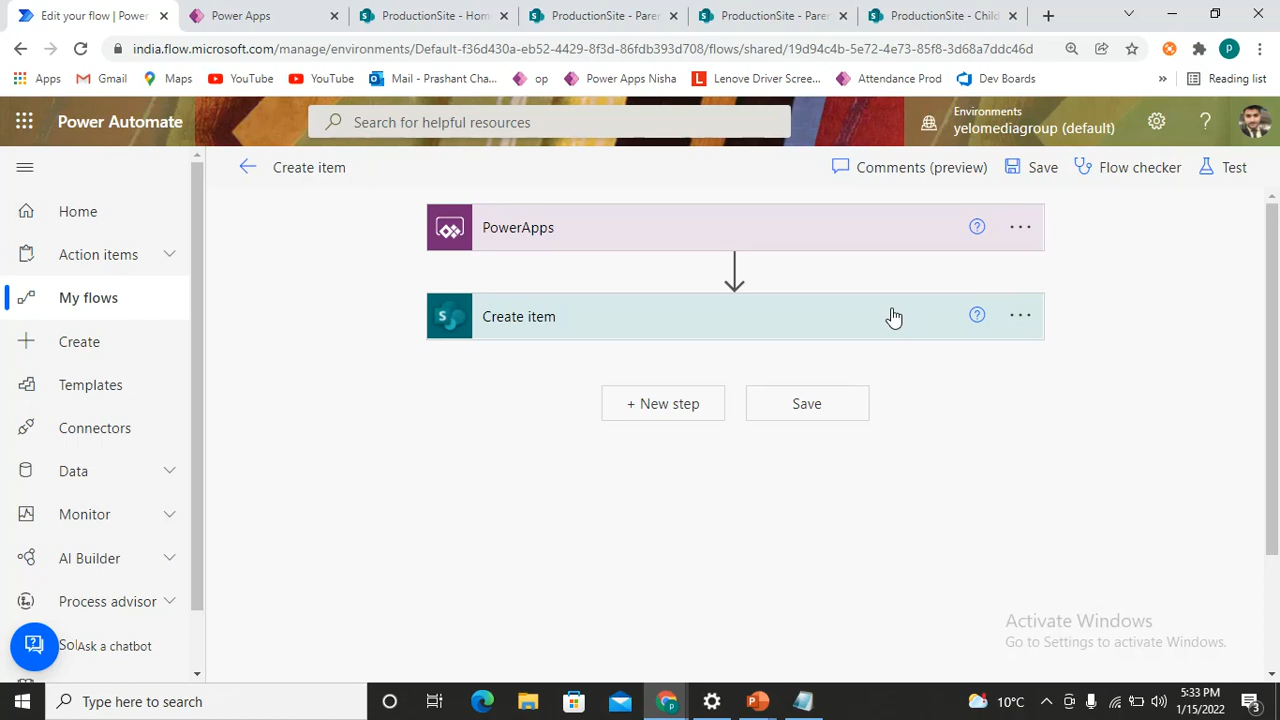 Edit your flow | Power
Power Apps
ProductionSite - Hom
ProductionSite - Paren
ProductionSite - paren
ProductionSite - Child
india.flow.microsoft.com/manage/environments/Default-f36d430a-eb52-4429-8f3d-86fdb393d708/flows/shared/19d94c4b-5e72-4e73-85f8-3d68a7ddc46d
P
Apps
Gmail
Maps
YouTube
YouTube
Mail - Prashant Cha...
op
Power Apps Nisha
Lenove Driver Scree...
Attendance Prod
Dev Boards
»
Reading list
Power Automate
Search for helpful resources
Environments
yelomediagroup (default)
Create item
Comments (preview)
Save
Flow checker
Test
Home
Action items
My flows
Create
Templates
Connectors
Data
Monitor
AI Builder
Process advisor
Sol
Ask a chatbot
PowerApps
Create item
+ New step
Save
Activate Windows
Go to Settings to activate Windows.
Type here to search
10°C
5:33 PM
1/15/2022
3